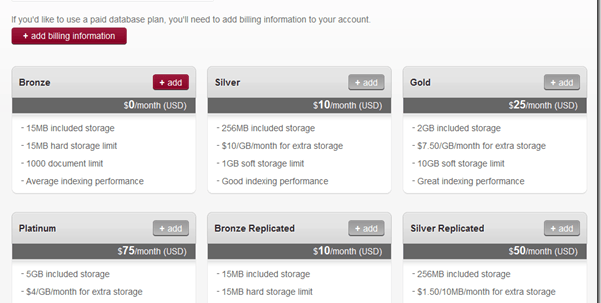 If you'd like to use a paid database plan, you'll need to add billing information to your account.
+ add billing information
Bronze
+ add
$0/month (USD)
- 15MB included storage
- 15MB hard storage limit
- 1000 document limit
- Average indexing performance
Silver
+ add
$10/month (USD)
- 256MB included storage
- $10/GB/month for extra storage
- 1GB soft storage limit
- Good indexing performance
Gold
+ add
$25/month (USD)
- 2GB included storage
- $7.50/GB/month for extra storage
- 10GB soft storage limit
- Great indexing performance
Platinum
+ add
$75/month (USD)
- 5GB included storage
- $4/GB/month for extra storage
Bronze Replicated
+ add
$10/month (USD)
- 15MB included storage
- 15MB hard storage limit
Silver Replicated
+ add
$50/month (USD)
- 256MB included storage
- $1.50/10MB/month for extra storage